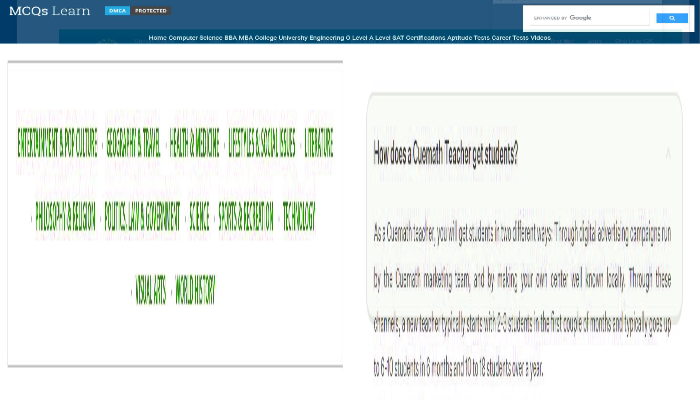 MCQs Learn
DMCA PROTECTED
ENHANCED BY Google
Home Computer Science BBA MBA College University Engineering O Level A Level SAT Certifications Aptitude Tests Career Tests Videos
ENTERTAINMENT & POP CULTURE · GEOGRAPHY & TRAVEL · HEALTH & MEDICINE · LIFESTYLES & SOCIAL ISSUES · LITERATURE
· PHILOSOPHY & RELIGION · POLITICS, LAW & GOVERNMENT · SCIENCE · SPORTS & RECREATION · TECHNOLOGY
· VISUAL ARTS · WORLD HISTORY
How does a Cuemath Teacher get students?
As a Cuemath teacher, you will get students in two different ways: Through digital advertising campaigns run
by the Cuemath marketing team, and by making your own center well known locally. Through these
channels, a new teacher typically starts with 2-3 students in the first couple of months and typically goes up
to 6-10 students in 6 months and 10 to 18 students over a year.